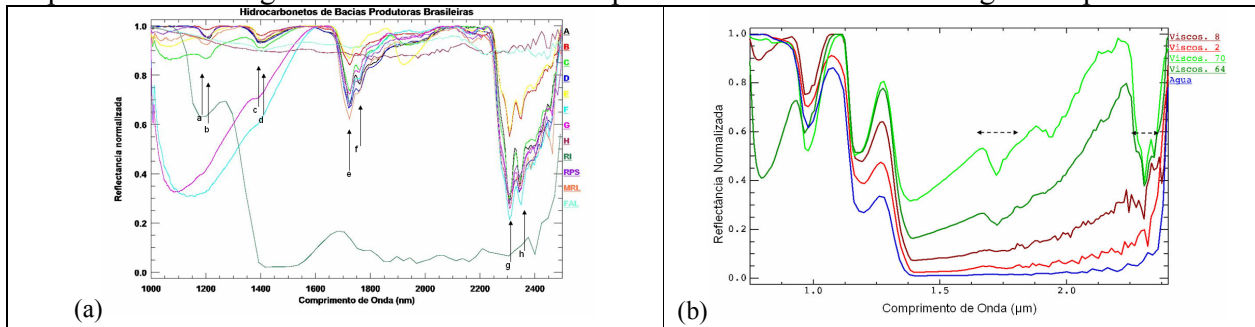 Hidrocarbonetos de Bacias Produtoras Brasileiras
Reflectancia normalizada
1.0
0.8
0.6
0.4
0.2
0.0
a
b
c
d
e
f
g
h
A
B
C
D
E
F
G
H
RI
RPS
MRL
FAL
1000
1200
1400
1600
1800
2000
2200
2400
Comprimento de Onda (nm)
(a)
Reflectância Normalizada
1.0
0.8
0.6
0.4
0.2
0.0
Viscos. 8
Viscos. 2
Viscos. 70
Viscos. 64
Agua
1.0
1.5
2.0
Comprimento de Onda (µm)
(b)